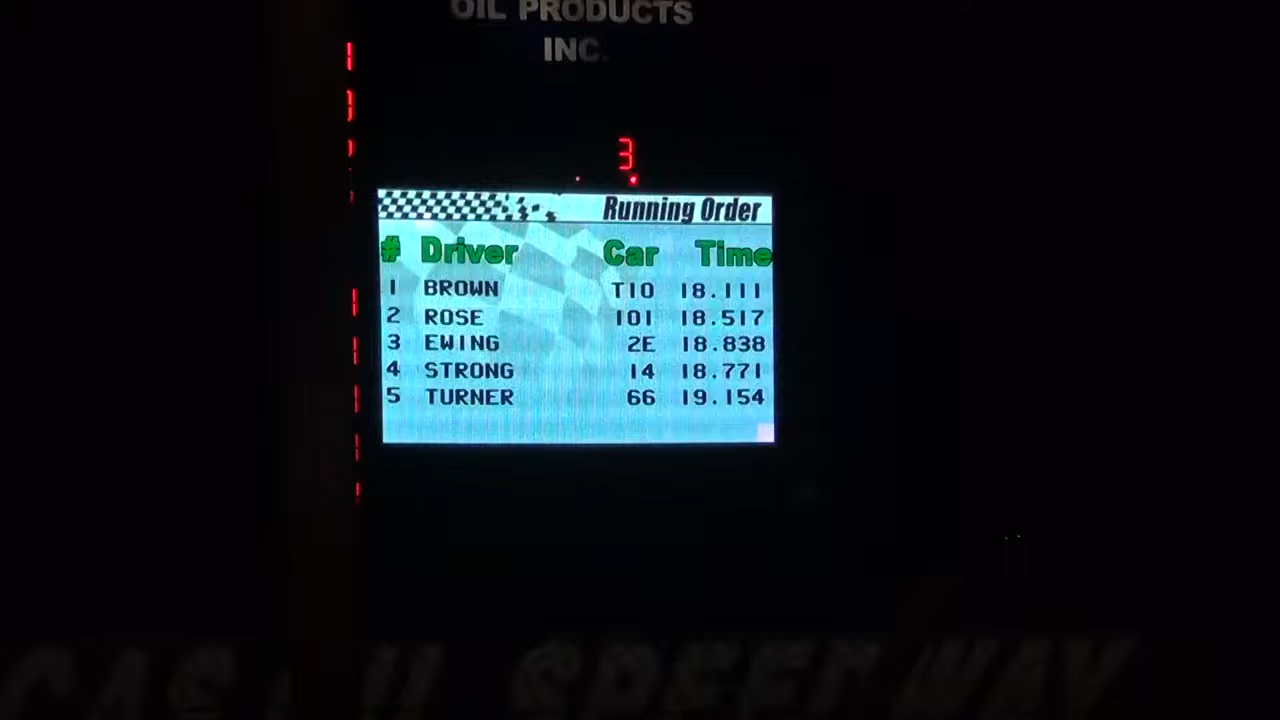 OIL PRODUCTS
INC.
3
Running Order
# Driver Car Time
1 BROWN T10 18.111
2 ROSE 101 18.517
3 EWING 2E 18.838
4 STRONG 14 18.771
5 TURNER 66 19.154
SPEEDWAY